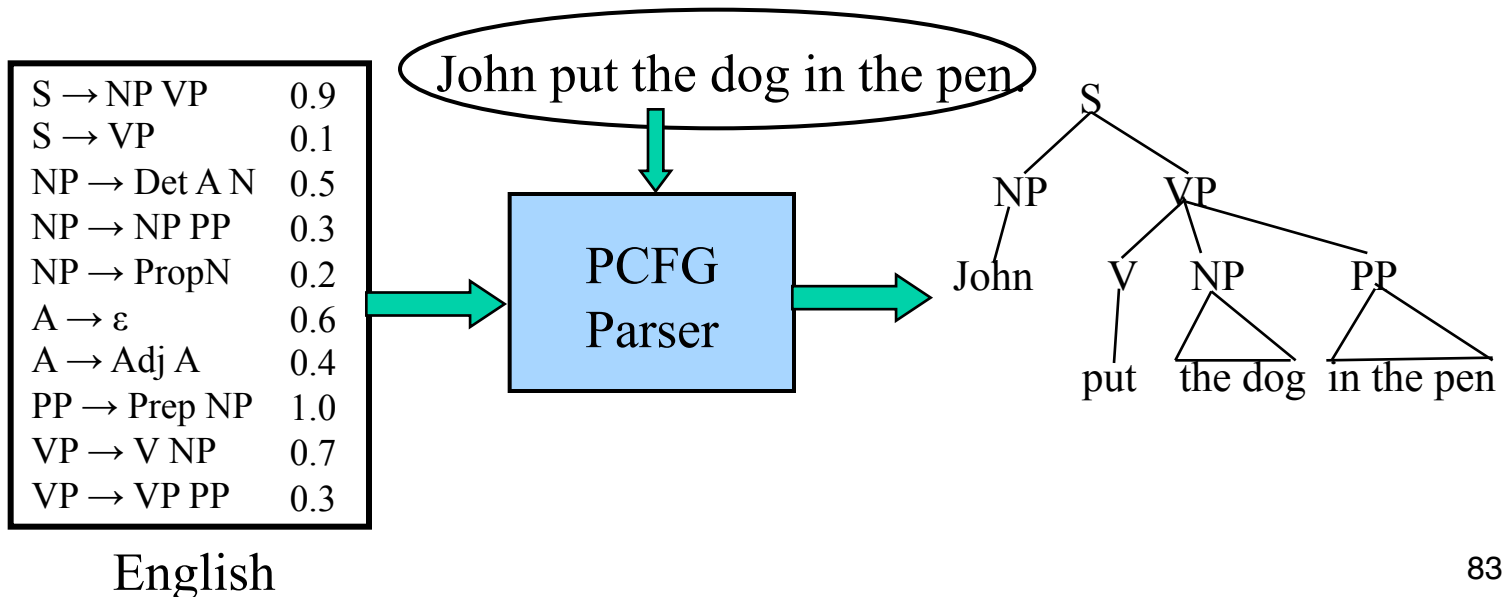 John put the dog in the pen.
S → NP VP 0.9
S → VP 0.1
NP → Det A N 0.5
NP → NP PP 0.3
NP → PropN 0.2
A → ε 0.6
A → Adj A 0.4
PP → Prep NP 1.0
VP → V NP 0.7
VP → VP PP 0.3
English
PCFG
Parser
S
NP VP
John V NP PP
put the dog in the pen
83